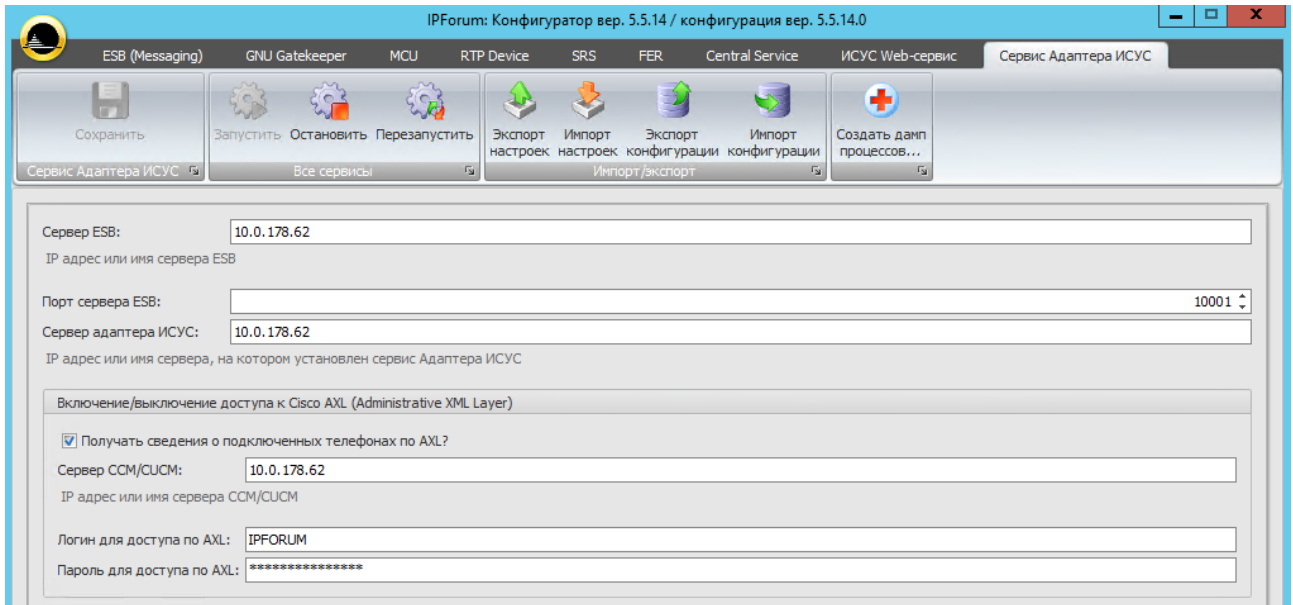 IPForum: Конфигуратор вер. 5.5.14 / конфигурация вер. 5.5.14.0
ESB (Messaging) GNU Gatekeeper MCU RTP Device SRS FER Central Service ИСУС Web-сервис Сервис Адаптера ИСУС
Сохранить Запустить Остановить Перезапустить Экспорт настроек Импорт настроек Экспорт конфигурации Импорт конфигурации Создать дамп процессов...
Сервис Адаптера ИСУС Все сервисы Импорт/экспорт
Сервер ESB: 10.0.178.62
IP адрес или имя сервера ESB
Порт сервера ESB: 10001
Сервер адаптера ИСУС: 10.0.178.62
IP адрес или имя сервера, на котором установлен сервис Адаптера ИСУС
Включение/выключение доступа к Cisco AXL (Administrative XML Layer)
Получать сведения о подключенных телефонах по AXL?
Сервер CCM/CUCM: 10.0.178.62
IP адрес или имя сервера CCM/CUCM
Логин для доступа по AXL: IPFORUM
Пароль для доступа по AXL: ***************